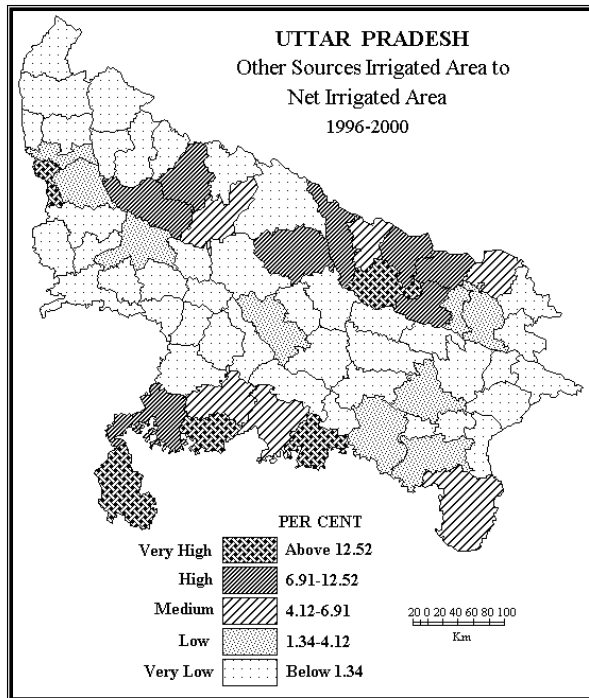 UTTAR PRADESH
Other Sources Irrigated Area to
Net Irrigated Area
1996-2000
PER CENT
Very High Above 12.52
High 6.91-12.52
Medium 4.12-6.91
Low 1.34-4.12
Very Low Below 1.34
20 0 20 40 60 80 100
Km